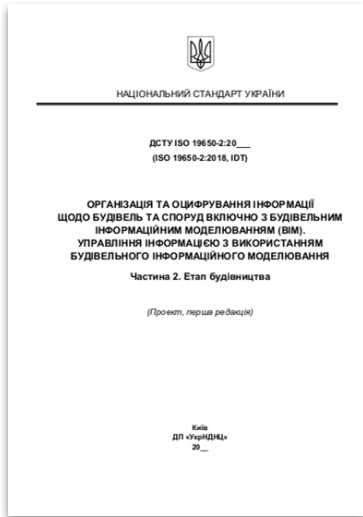 НАЦІОНАЛЬНИЙ СТАНДАРТ УКРАЇНИ
ДСТУ ISO 19650-2:20___
(ISO 19650-2:2018, IDT)
ОРГАНІЗАЦІЯ ТА ОЦИФРУВАННЯ ІНФОРМАЦІЇ
ЩОДО БУДІВЕЛЬ ТА СПОРУД ВКЛЮЧНО З БУДІВЕЛЬНИМ
ІНФОРМАЦІЙНИМ МОДЕЛЮВАННЯМ (BIM).
УПРАВЛІННЯ ІНФОРМАЦІЄЮ З ВИКОРИСТАННЯМ
БУДІВЕЛЬНОГО ІНФОРМАЦІЙНОГО МОДЕЛЮВАННЯ
Частина 2. Етап будівництва
(Проект, перша редакція)
Київ
ДП «УкрНДНЦ»
20__